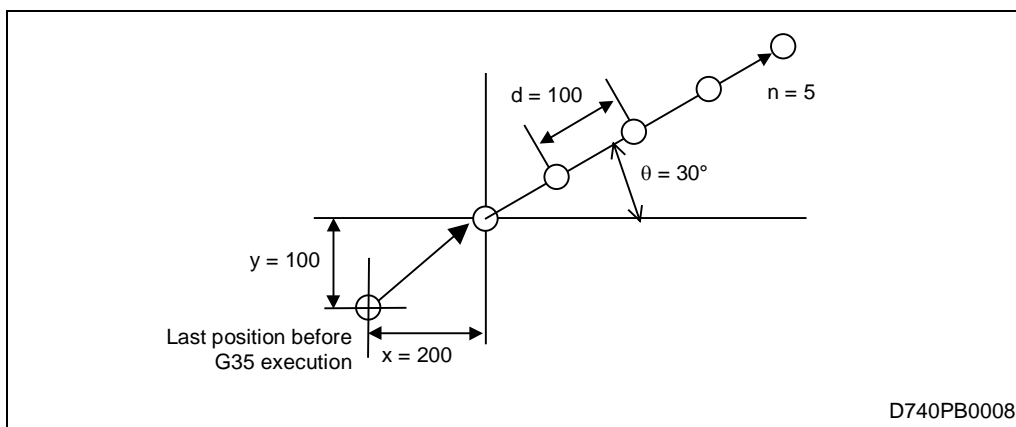 d = 100
n = 5
θ = 30°
y = 100
Last position before
G35 execution
x = 200
D740PB0008